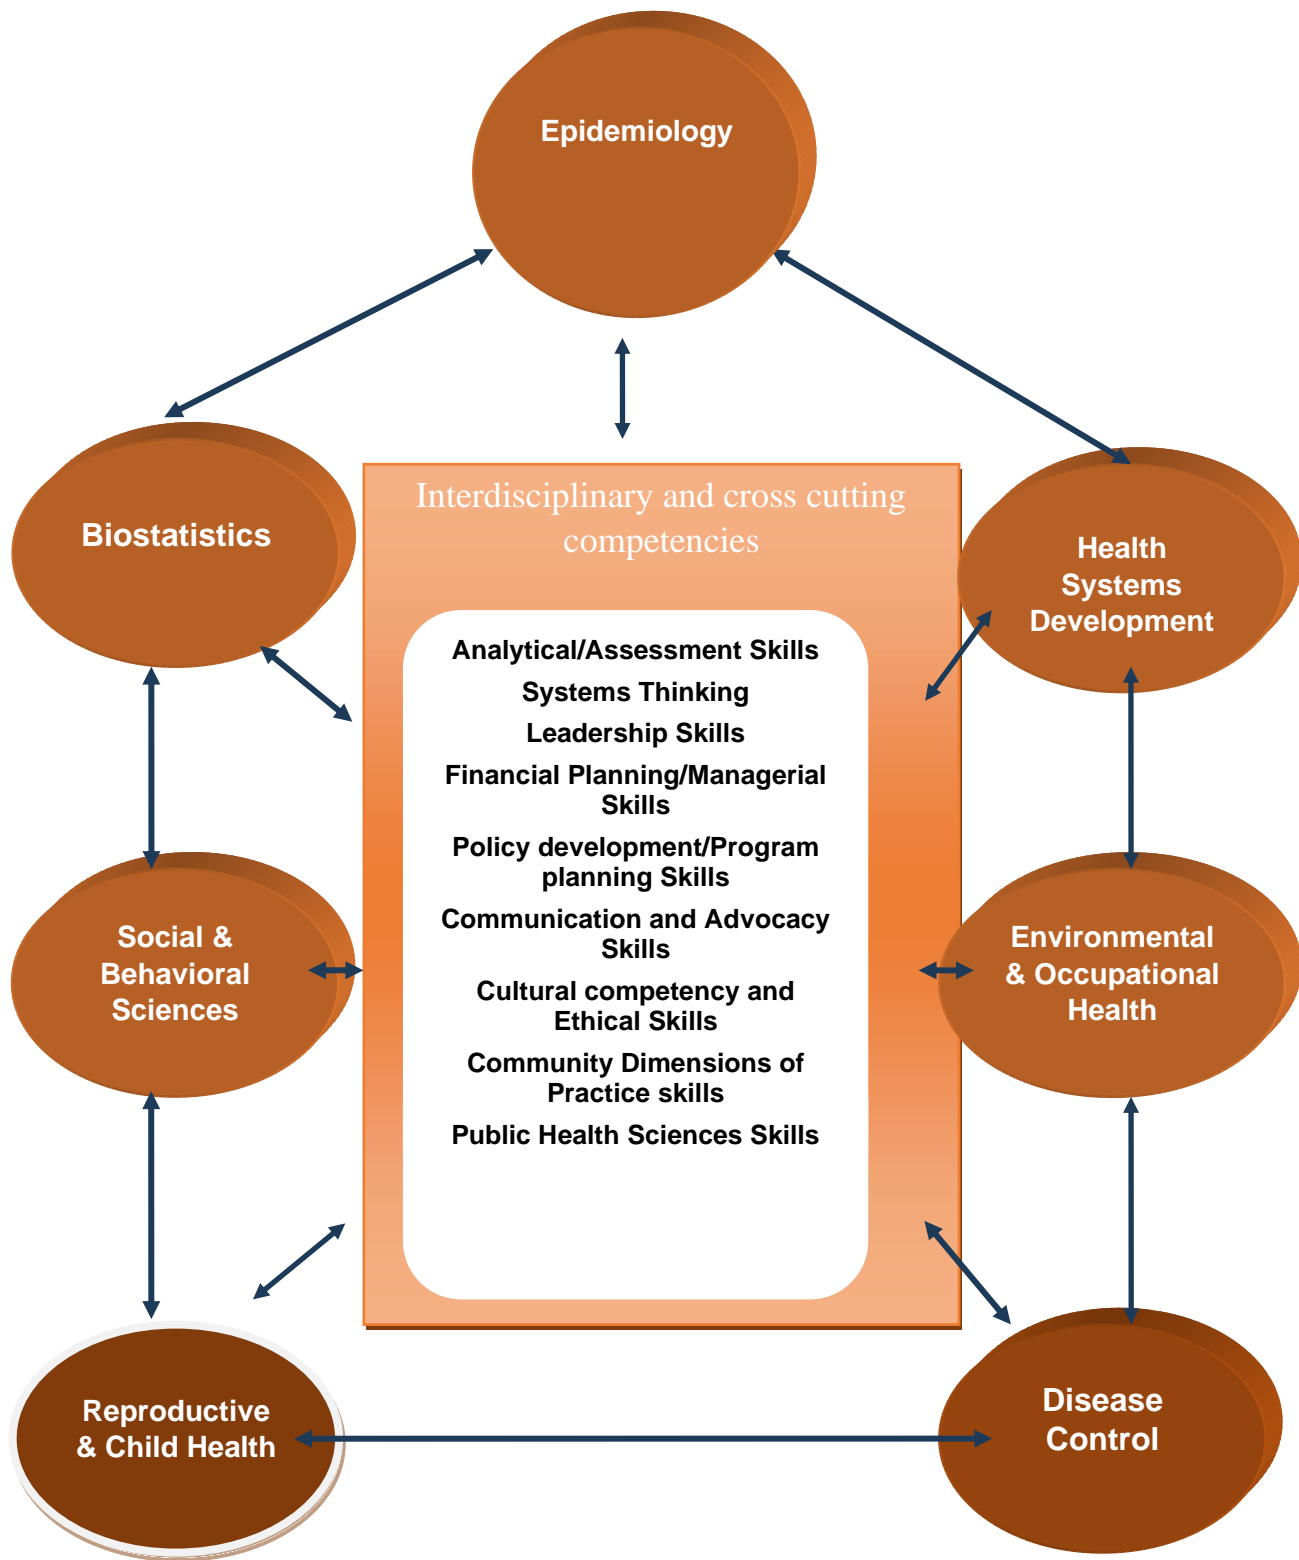 Epidemiology
Biostatistics
Interdisciplinary and cross cutting
competencies
Health
Systems
Development
Analytical/Assessment Skills
Systems Thinking
Leadership Skills
Financial Planning/Managerial
Skills
Policy development/Program
planning Skills
Communication and Advocacy
Skills
Cultural competency and
Ethical Skills
Community Dimensions of
Practice skills
Public Health Sciences Skills
Social &
Behavioral
Sciences
Environmental
& Occupational
Health
Reproductive
& Child Health
Disease
Control